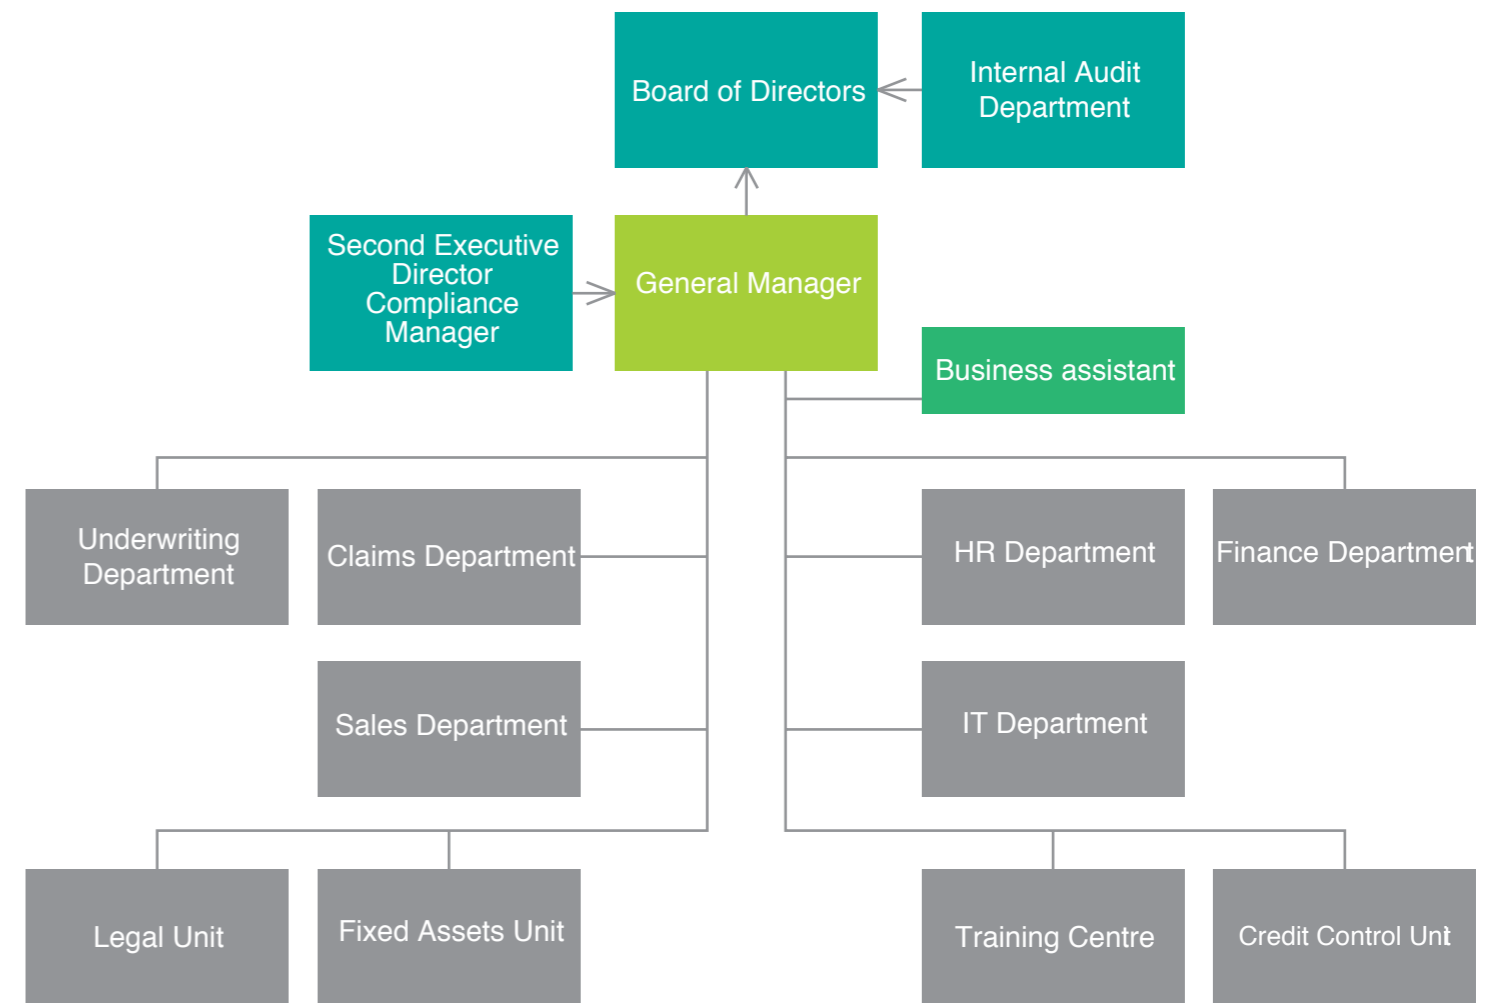 Board of Directors
Internal Audit
Department
Second Executive
Director
Compliance
Manager
General Manager
Business assistant
Underwriting
Department
Claims Department
HR Department
Finance Department
Sales Department
IT Department
Legal Unit
Fixed Assets Unit
Training Centre
Credit Control Unit